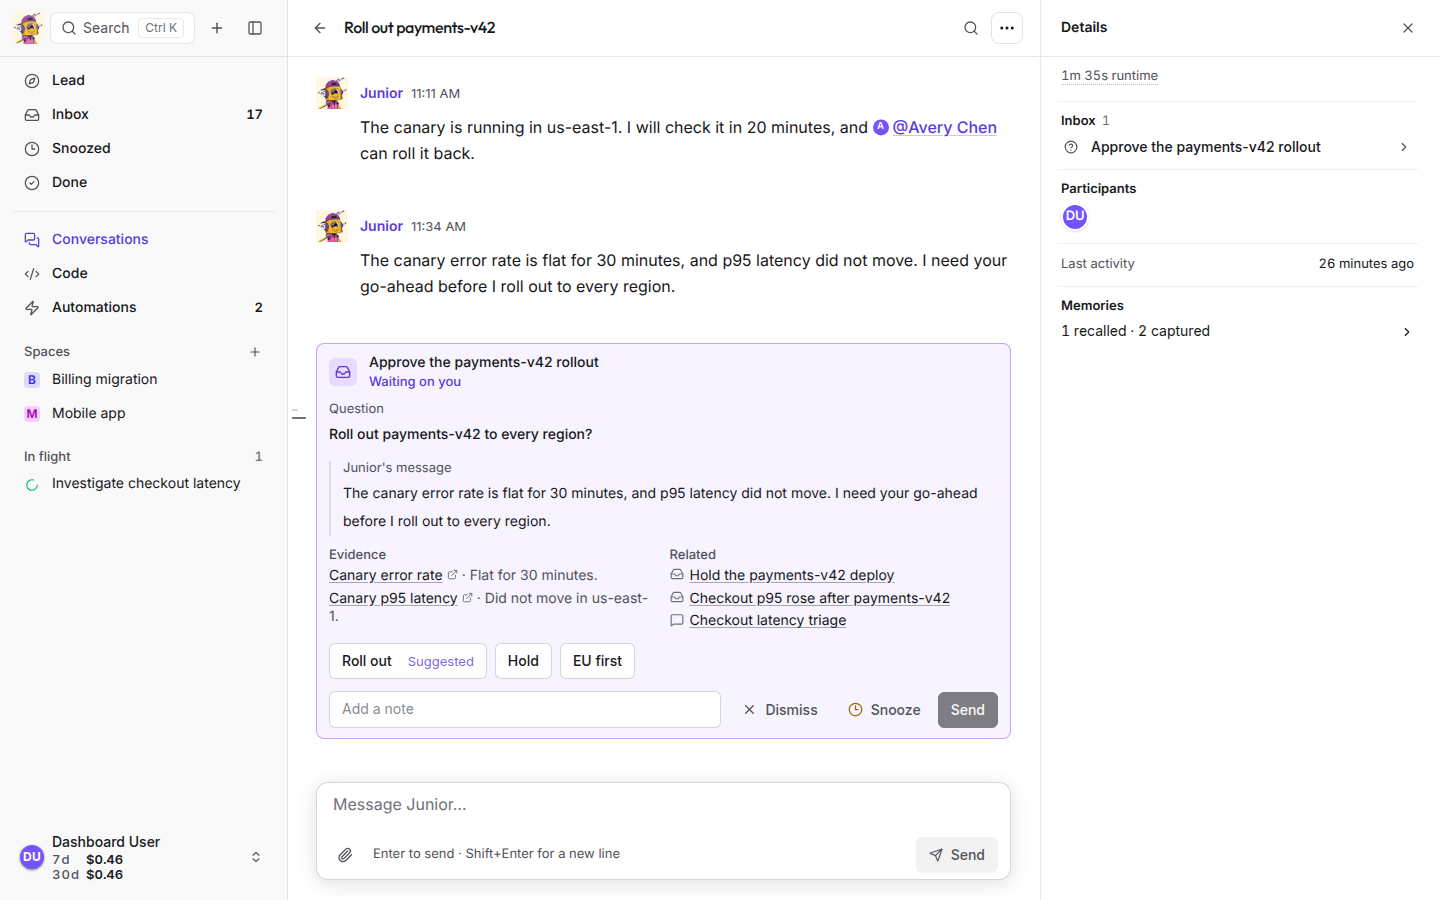 Search
Ctrl K
Lead
Inbox
17
Snoozed
Done
Conversations
Code
Automations
2
Spaces
B Billing migration
M Mobile app
In flight
1
Investigate checkout latency
DU
Dashboard User
7d $0.46
30d $0.46
Roll out payments-v42
Junior 11:11 AM
The canary is running in us-east-1. I will check it in 20 minutes, and A @Avery Chen
can roll it back.
Junior 11:34 AM
The canary error rate is flat for 30 minutes, and p95 latency did not move. I need your
go-ahead before I roll out to every region.
Approve the payments-v42 rollout
Waiting on you
Question
Roll out payments-v42 to every region?
Junior's message
The canary error rate is flat for 30 minutes, and p95 latency did not move. I need your go-ahead
before I roll out to every region.
Evidence
Canary error rate · Flat for 30 minutes.
Canary p95 latency · Did not move in us-east-
1.
Related
Hold the payments-v42 deploy
Checkout p95 rose after payments-v42
Checkout latency triage
Roll out Suggested
Hold
EU first
Add a note
Dismiss
Snooze
Send
Message Junior...
Enter to send · Shift+Enter for a new line
Send
Details
1m 35s runtime
Inbox 1
Approve the payments-v42 rollout
Participants
DU
Last activity
26 minutes ago
Memories
1 recalled · 2 captured